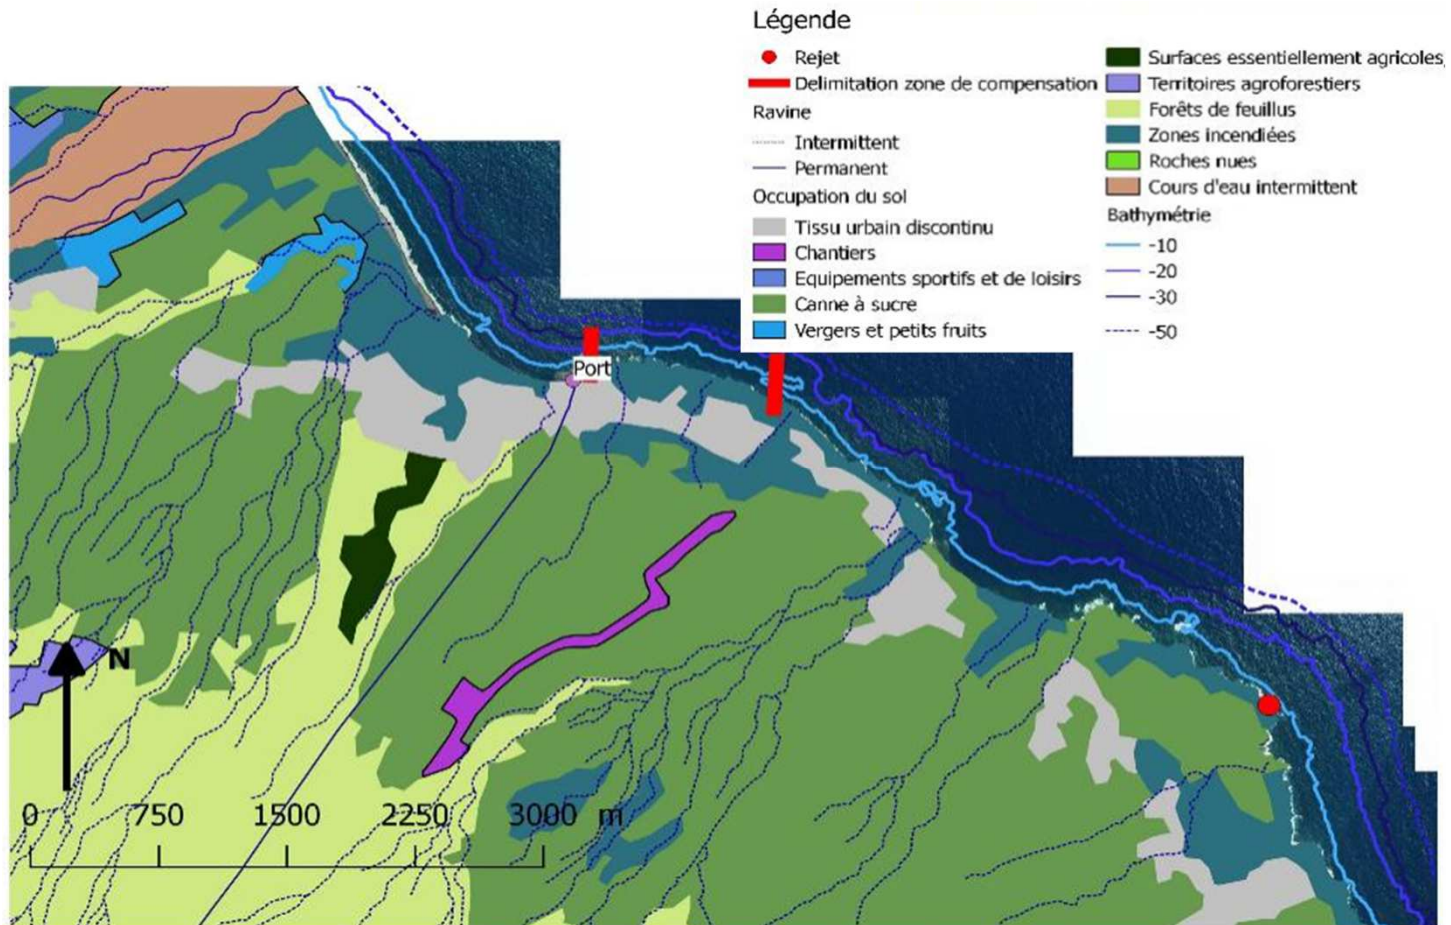 Légende
Rejet
Delimitation zone de compensation
Ravine
Intermittent
Permanent
Occupation du sol
Tissu urbain discontinu
Chantiers
Equipements sportifs et de loisirs
Canne à sucre
Vergers et petits fruits
Surfaces essentiellement agricoles,
Territoires agroforestiers
Forêts de feuillus
Zones incendiées
Roches nues
Cours d'eau intermittent
Bathymétrie
-10
-20
-30
-50
Port
N
0 750 1500 2250 3000 m